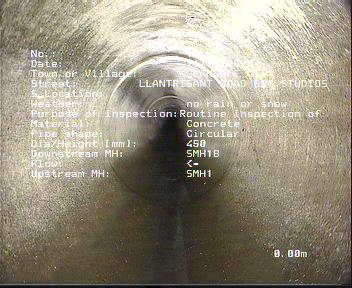 No.:
Date:
Town or Village:
Street: LLANTRISANT ROAD BBC STUDIOS
S_Location:
Weather: no rain or snow
Purpose of inspection:Routine inspection of
Material: Concrete
Pipe shape: Circular
Dim/Height [mm]: 450
Downstream MH: SMH1B
Flow: <-
Upstream MH: SMH1
0.00m